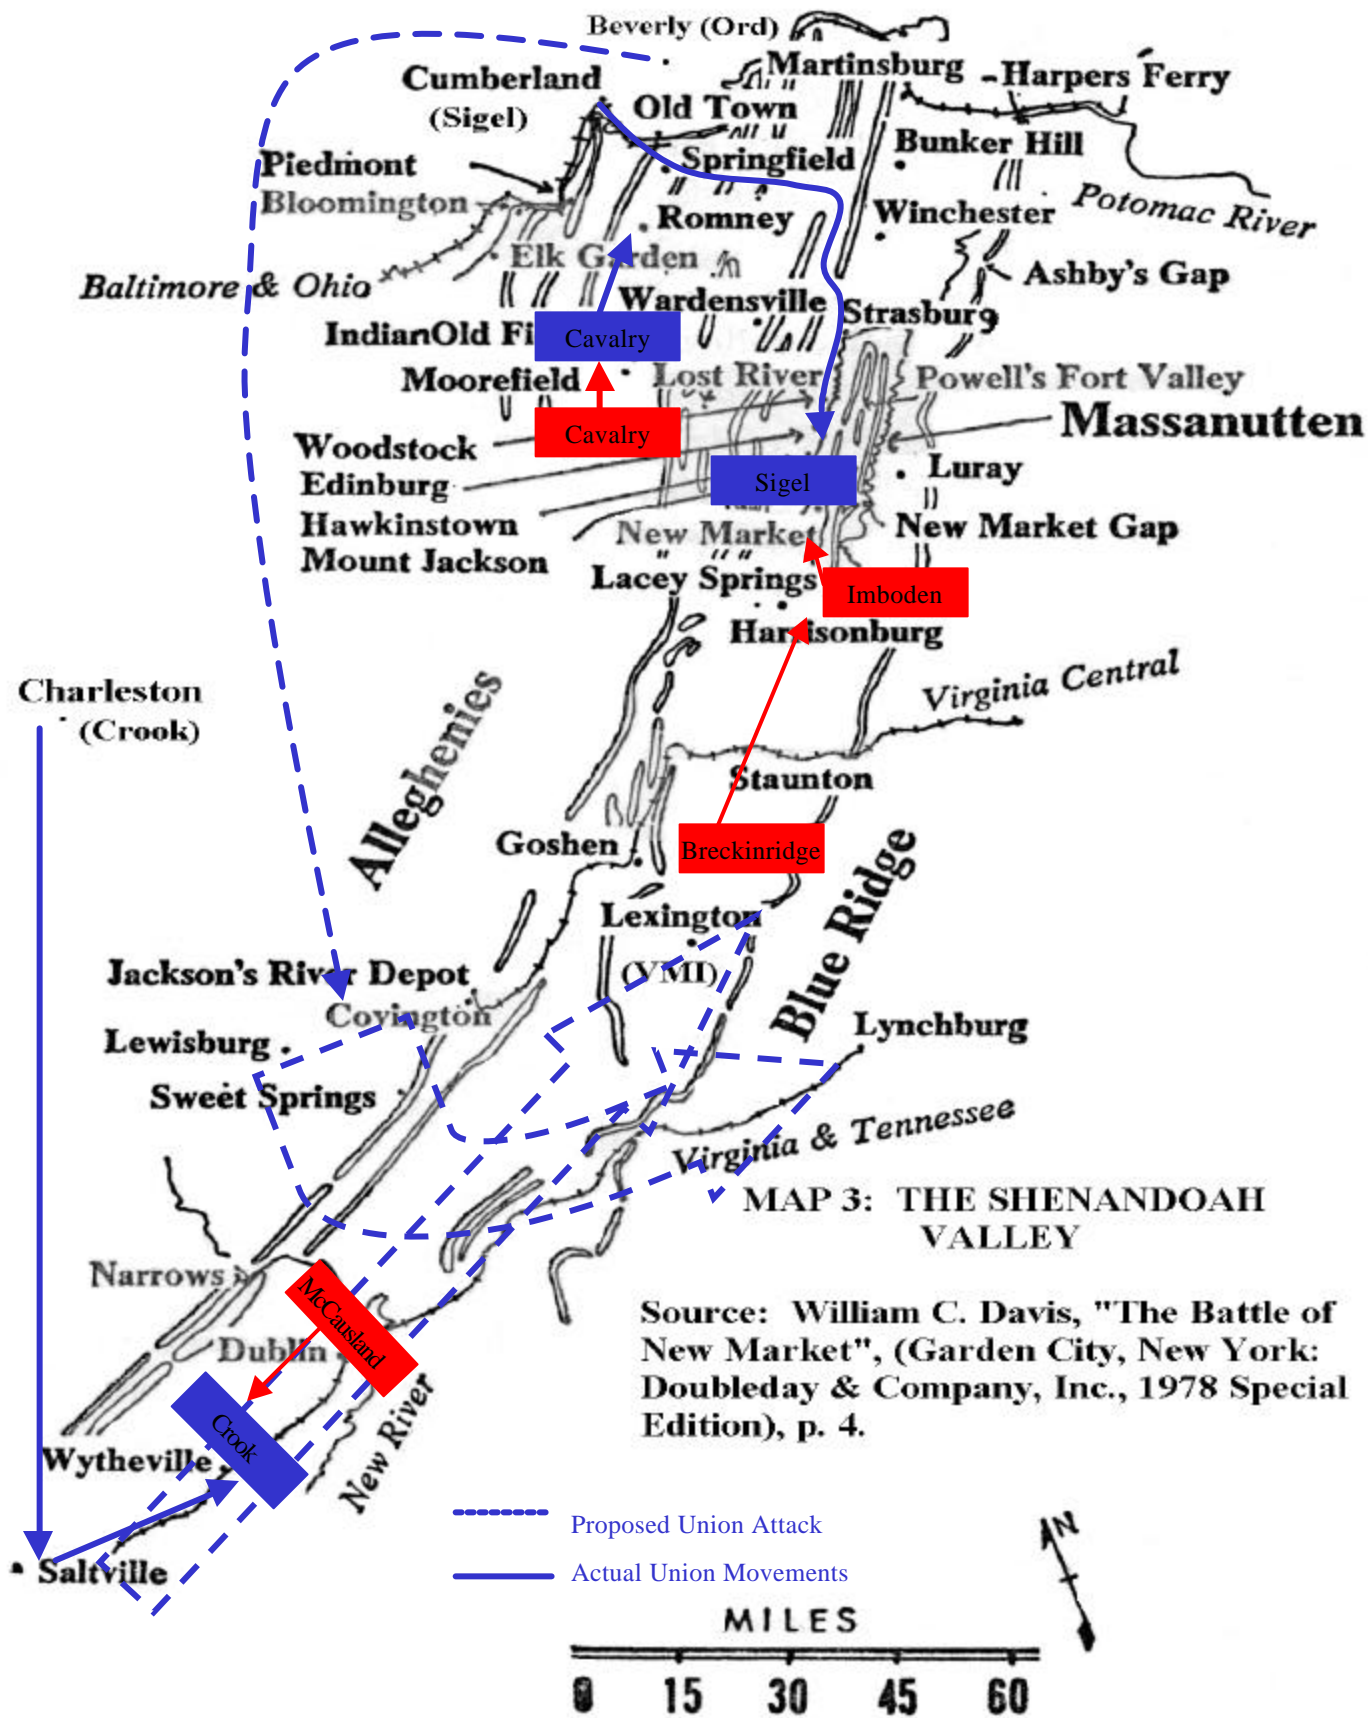 Beverly (Ord)
Cumberland
(Sigel)
Martinsburg
Harpers Ferry
Old Town
Bunker Hill
Piedmont
Springfield
Bloomington
Potomac River
Romney
Winchester
Elk Garden
Baltimore & Ohio
Ashby's Gap
Wardensville
Strasburg
Indian Old Fi
Cavalry
Moorefield
Lost River
Powell's Fort Valley
Cavalry
Massanutten
Woodstock
Edinburg
Sigel
Luray
Hawkinstown
New Market
New Market Gap
Mount Jackson
Lacey Springs
Imboden
Harrisonburg
Charleston
(Crook)
Virginia Central
Alleghenies
Staunton
Goshen
Breckinridge
Blue Ridge
Lexington
(VMI)
Jackson's River Depot
Covington
Lewisburg
Lynchburg
Sweet Springs
Virginia & Tennessee
MAP 3: THE SHENANDOAH
VALLEY
Narrows
McCausland
Dublin
Source: William C. Davis, "The Battle of
New Market", (Garden City, New York:
Doubleday & Company, Inc., 1978 Special
Edition), p. 4.
Crook
New River
Wytheville
Proposed Union Attack
Saltville
Actual Union Movements
N
MILES
0 15 30 45 60